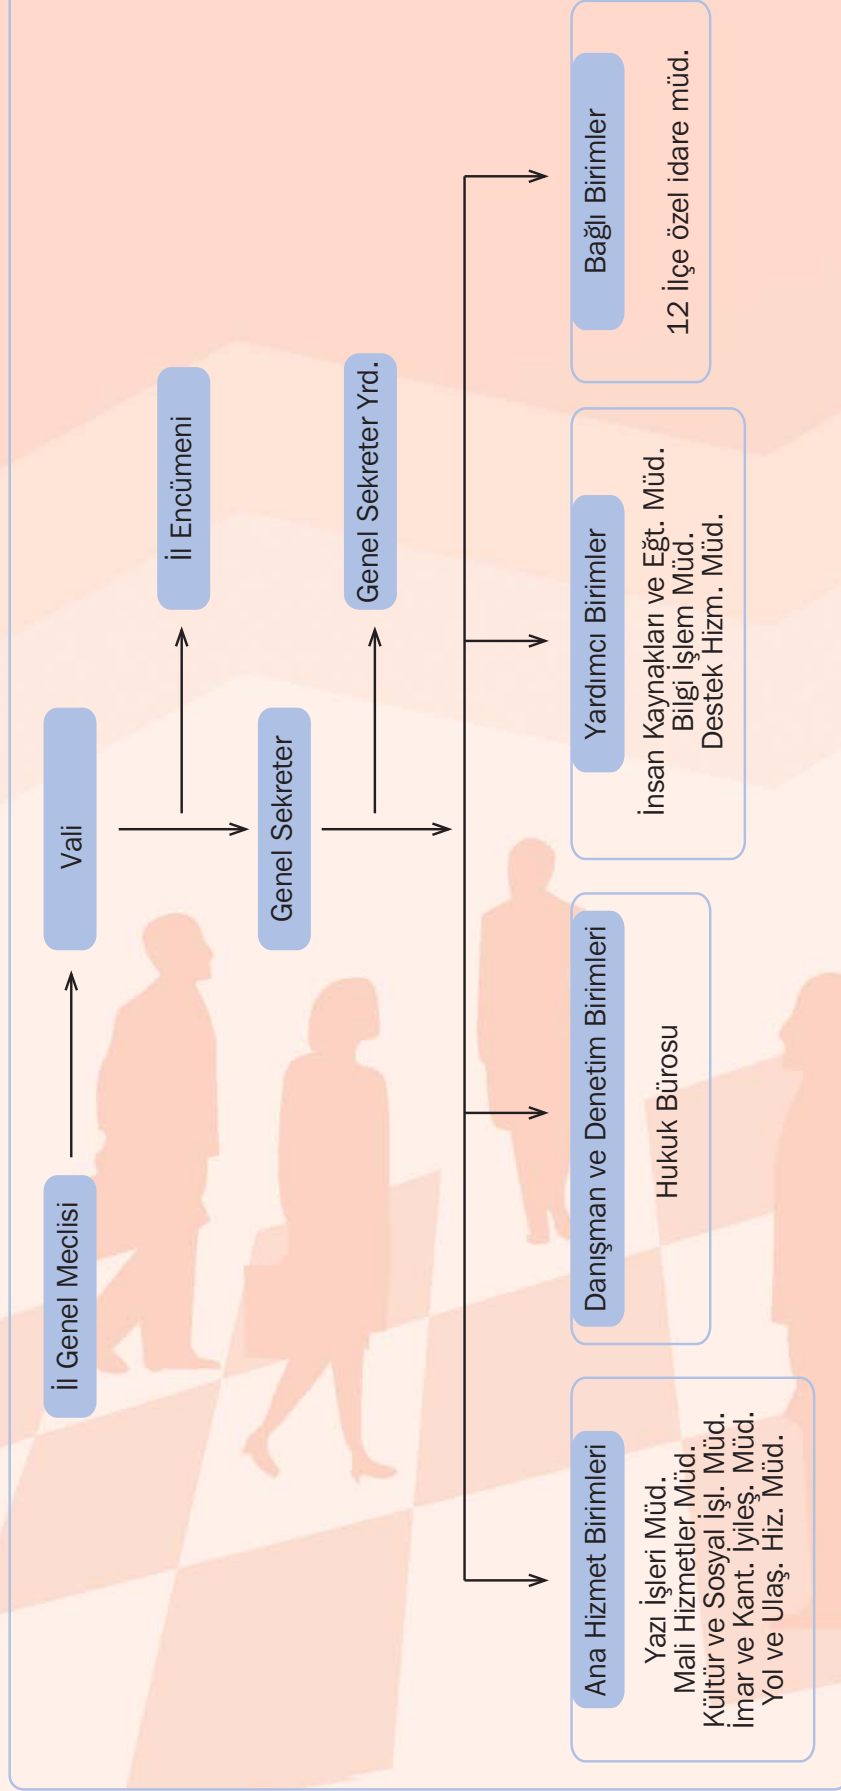 İl Genel Meclisi
Vali
İl Encümeni
Genel Sekreter
Genel Sekreter Yrd.
Ana Hizmet Birimleri
Yazı İşleri Müd.
Mali Hizmetler Müd.
Kültür ve Sosyal İşl. Müd.
İmar ve Kant. İyileş. Müd.
Yol ve Ulaş. Hiz. Müd.
Danışman ve Denetim Birimleri
Hukuk Bürosu
Yardımcı Birimler
İnsan Kaynakları ve Eğt. Müd.
Bilgi İşlem Müd.
Destek Hizm. Müd.
Bağlı Birimler
12 İlçe özel idare müd.